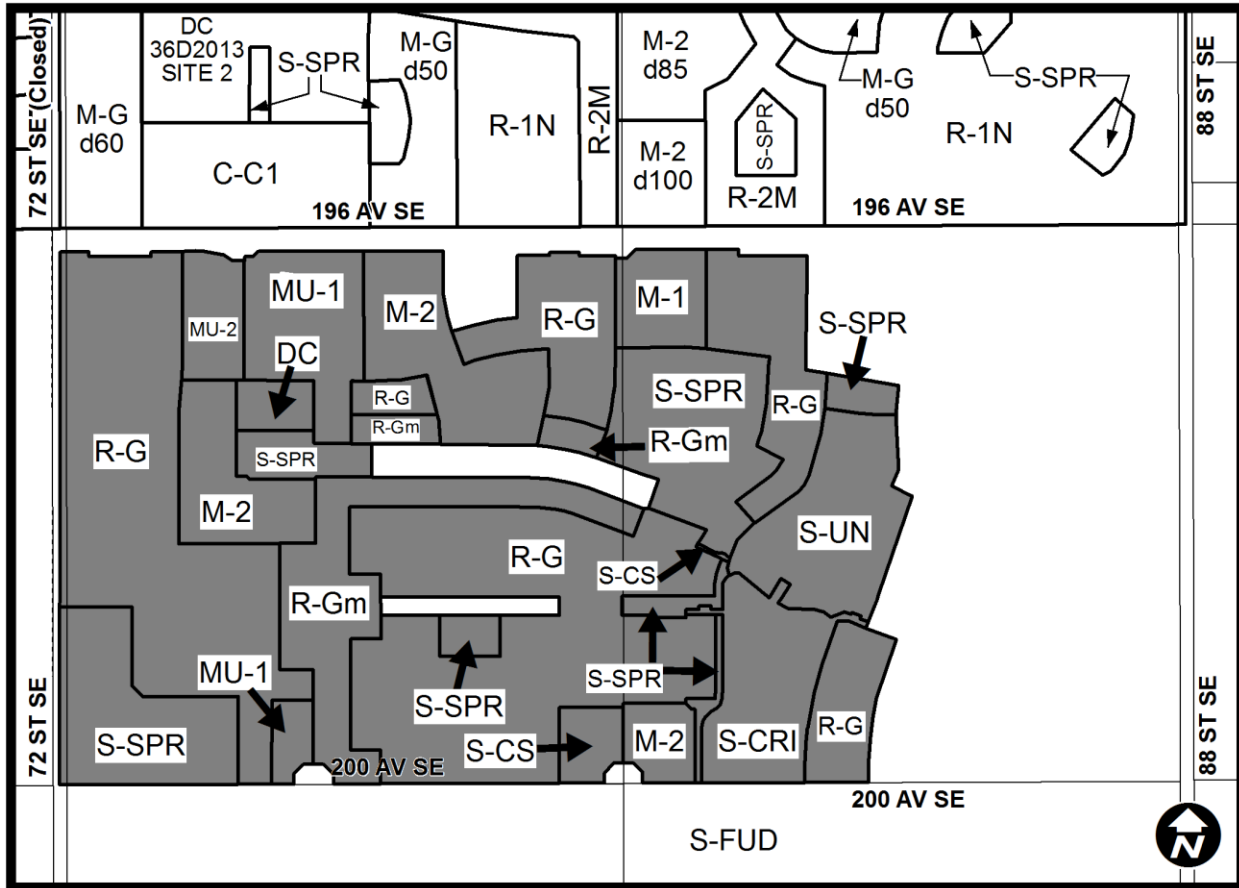 72 ST SE (Closed)
DC
36D2013
SITE 2
S-SPR
M-G
d50
M-2
d85
M-G
d50
S-SPR
88 ST SE
M-G
d60
R-1N
R-2M
S-SPR
R-1N
C-C1
M-2
d100
R-2M
196 AV SE
196 AV SE
MU-1
M-2
R-G
M-1
MU-2
S-SPR
DC
R-G
S-SPR
R-G
R-Gm
R-Gm
R-G
S-SPR
M-2
S-UN
R-G
S-CS
R-Gm
MU-1
S-SPR
S-SPR
72 ST SE
S-SPR
S-CS
M-2
S-CRI
R-G
88 ST SE
200 AV SE
200 AV SE
S-FUD
N